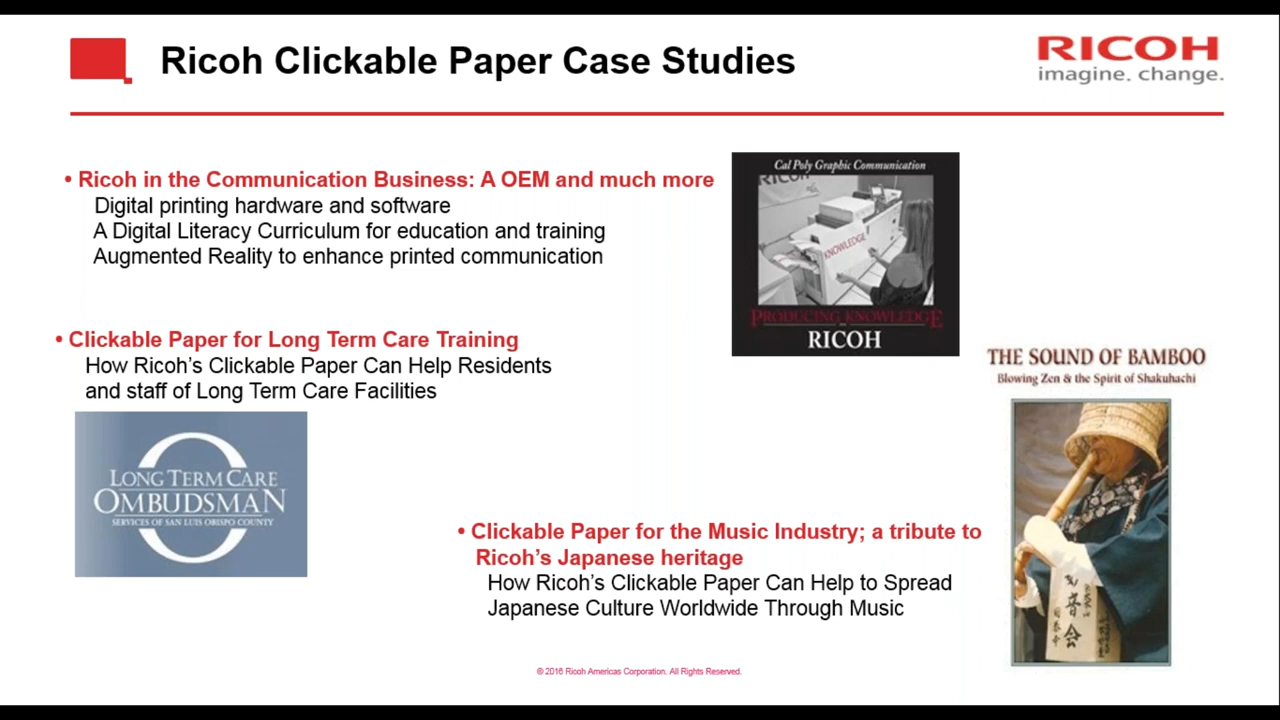 Ricoh Clickable Paper Case Studies
RICOH
imagine. change.
• Ricoh in the Communication Business: A OEM and much more
Digital printing hardware and software
A Digital Literacy Curriculum for education and training
Augmented Reality to enhance printed communication
Cal Poly Graphic Communication
RICOH
KNOWLEDGE
PRODUCING KNOWLEDGE
RICOH
• Clickable Paper for Long Term Care Training
How Ricoh's Clickable Paper Can Help Residents
and staff of Long Term Care Facilities
LONG TERM CARE
OMBUDSMAN
SERVICES OF SAN LUIS OBISPO COUNTY
THE SOUND OF BAMBOO
Blowing Zen & the Spirit of Shakuhachi
音
会
• Clickable Paper for the Music Industry; a tribute to
Ricoh's Japanese heritage
How Ricoh's Clickable Paper Can Help to Spread
Japanese Culture Worldwide Through Music
© 2016 Ricoh Americas Corporation. All Rights Reserved.